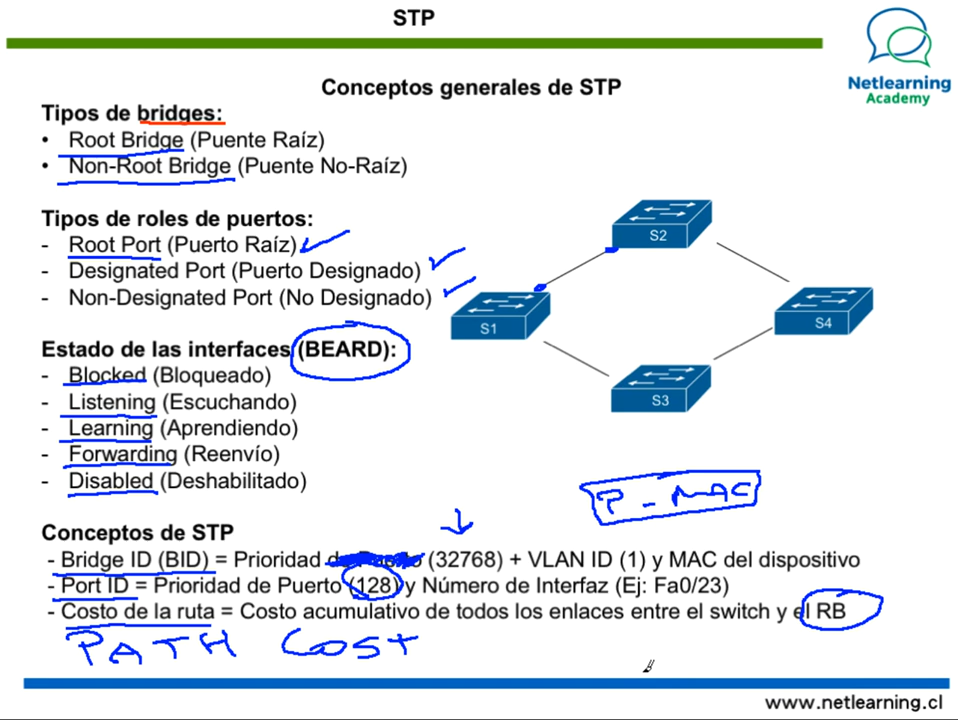 STP
Netlearning
Academy
Conceptos generales de STP
Tipos de bridges:
• Root Bridge (Puente Raíz)
• Non-Root Bridge (Puente No-Raíz)
Tipos de roles de puertos:
- Root Port (Puerto Raíz)
- Designated Port (Puerto Designado)
- Non-Designated Port (No Designado)
S2
S1
S4
S3
Estado de las interfaces (BEARD):
- Blocked (Bloqueado)
- Listening (Escuchando)
- Learning (Aprendiendo)
- Forwarding (Reenvío)
- Disabled (Deshabilitado)
P - MAC
Conceptos de STP
- Bridge ID (BID) = Prioridad (32768) + VLAN ID (1) y MAC del dispositivo
- Port ID = Prioridad de Puerto (128) y Número de Interfaz (Ej: Fa0/23)
- Costo de la ruta = Costo acumulativo de todos los enlaces entre el switch y el RB
PATH COST
www.netlearning.cl